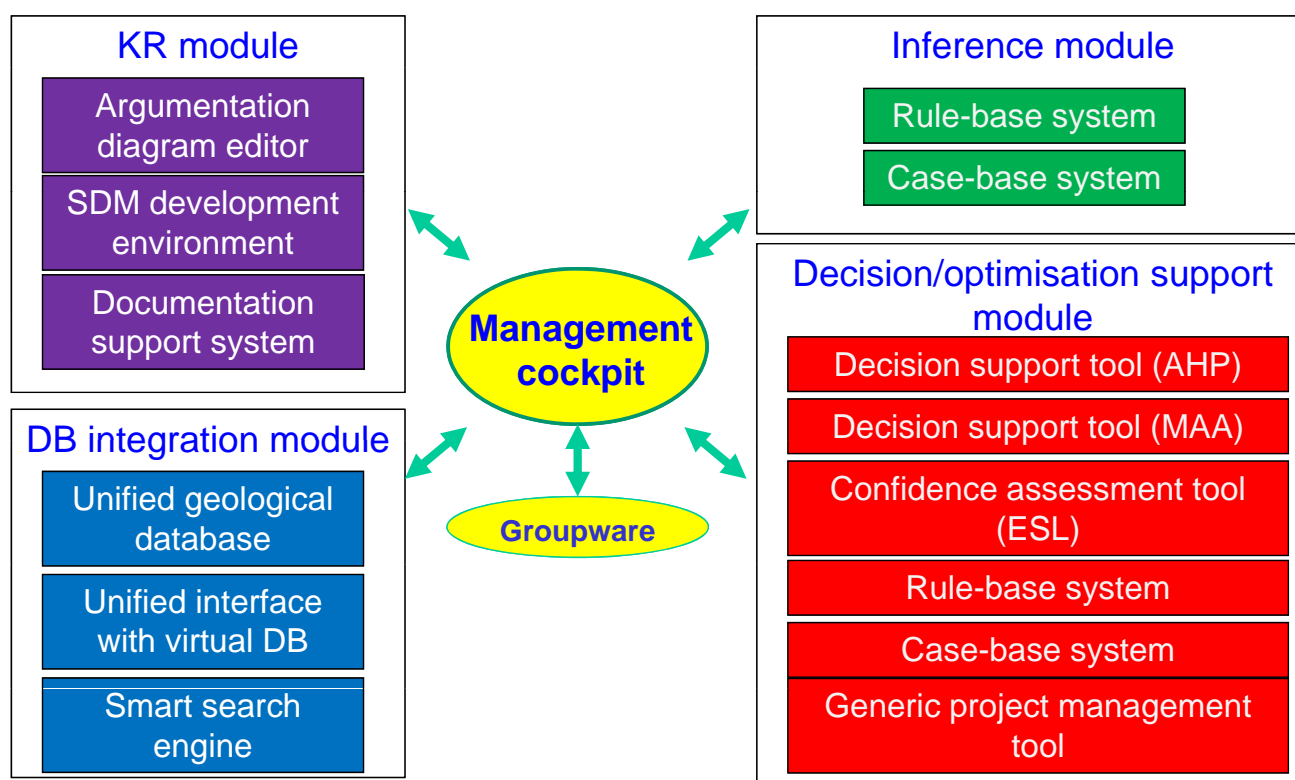 KR module
Argumentation
diagram editor
SDM development
environment
Documentation
support system
DB integration module
Unified geological
database
Unified interface
with virtual DB
Smart search
engine
Management
cockpit
Groupware
Inference module
Rule-base system
Case-base system
Decision/optimisation support
module
Decision support tool (AHP)
Decision support tool (MAA)
Confidence assessment tool
(ESL)
Rule-base system
Case-base system
Generic project management
tool